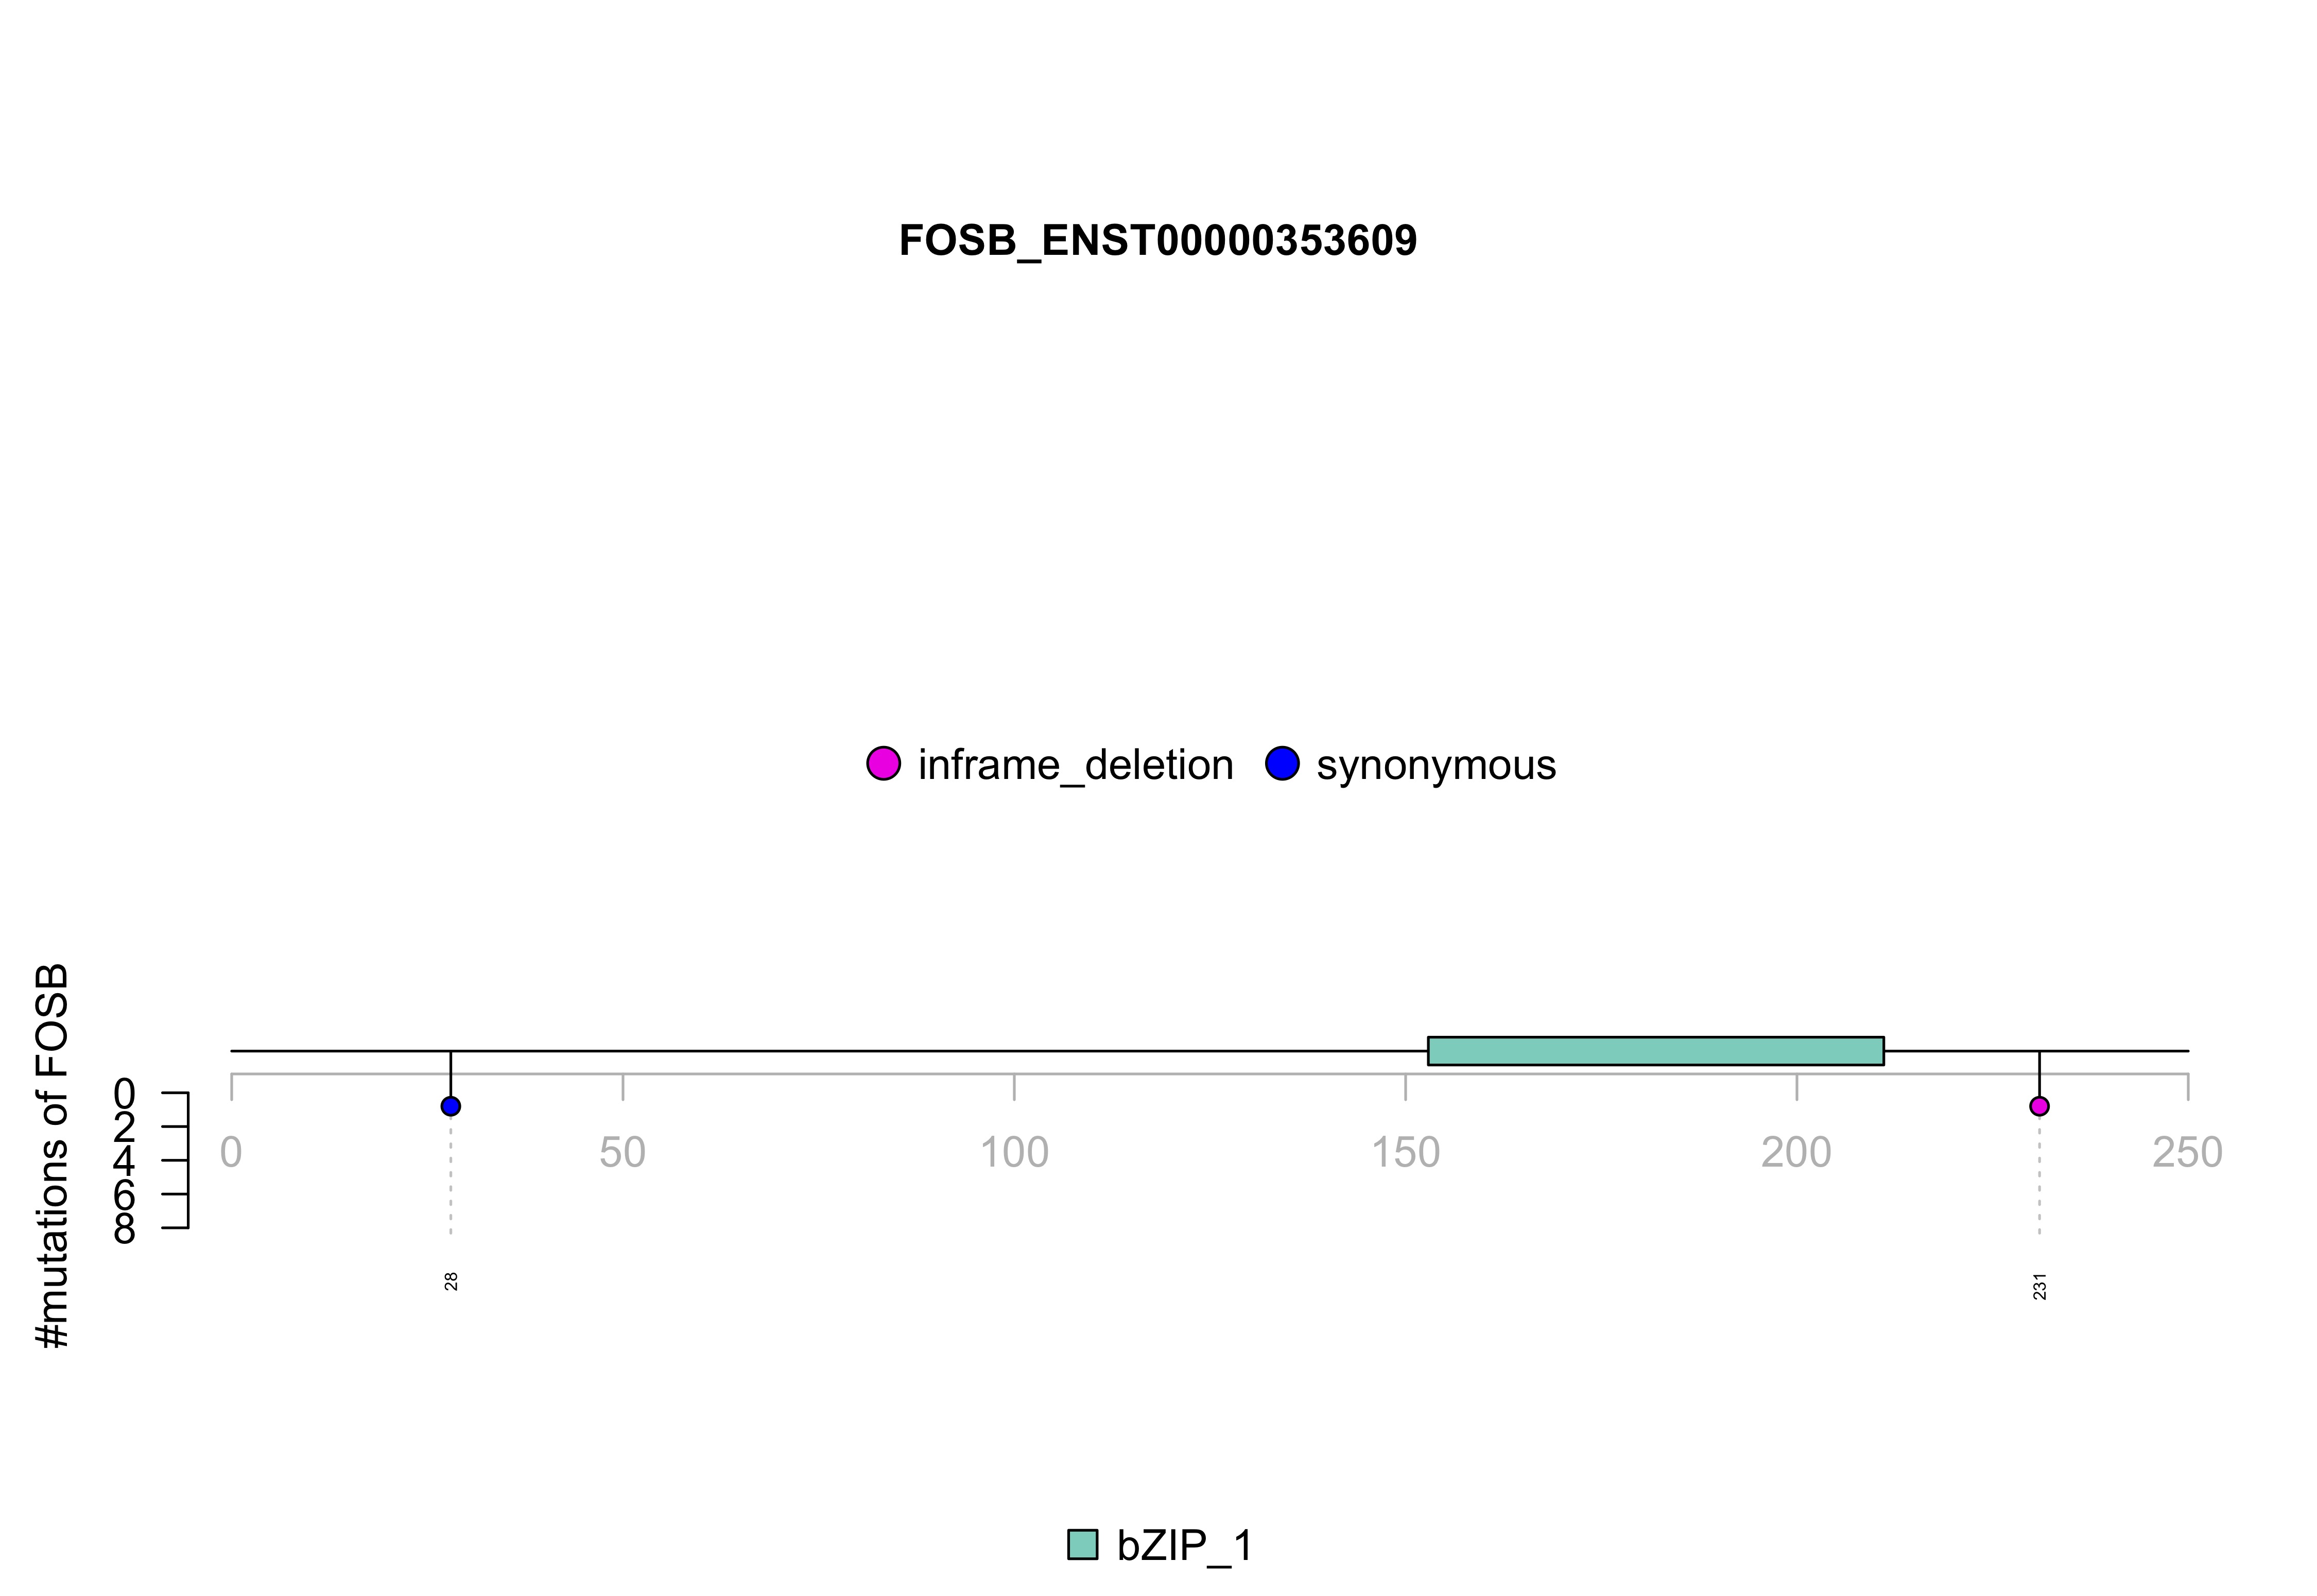 FOSB_ENST00000353609
inframe_deletion synonymous
#mutations of FOSB
0
2
4
6
8
0 50 100 150 200 250
28 231
bZIP_1